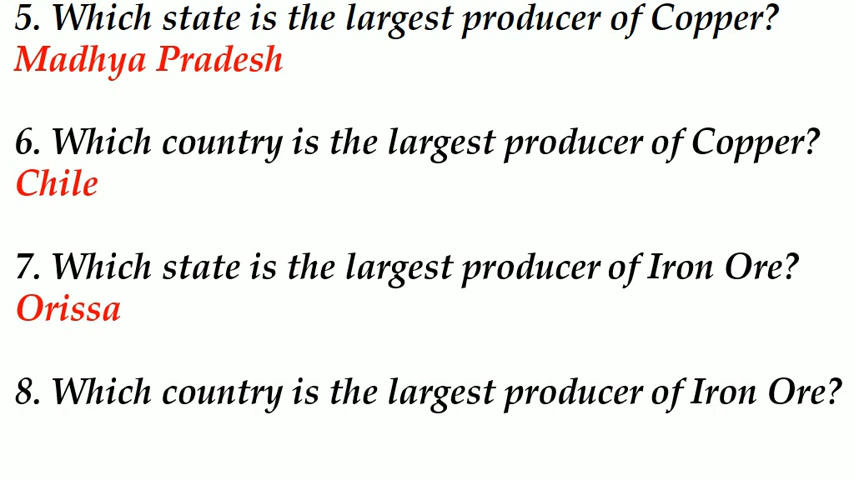 5. Which state is the largest producer of Copper?
Madhya Pradesh
6. Which country is the largest producer of Copper?
Chile
7. Which state is the largest producer of Iron Ore?
Orissa
8. Which country is the largest producer of Iron Ore?